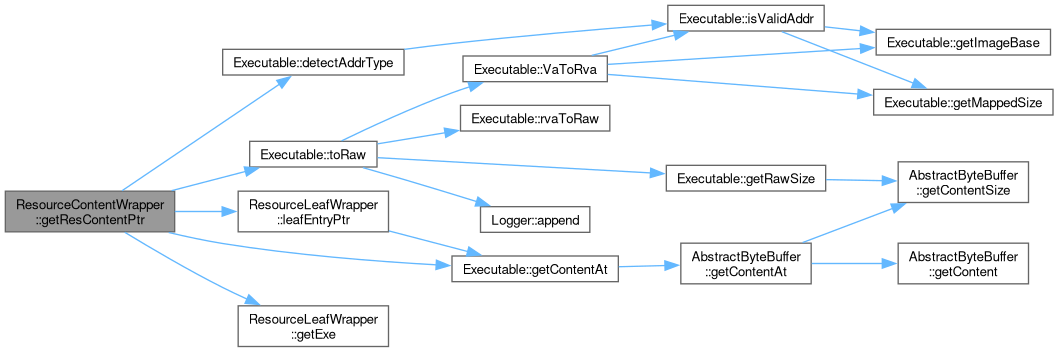 ResourceContentWrapper
::getResContentPtr
Executable::detectAddrType
Executable::toRaw
ResourceLeafWrapper
::leafEntryPtr
ResourceLeafWrapper
::getExe
Executable::VaToRva
Executable::rvaToRaw
Logger::append
Executable::getContentAt
Executable::isValidAddr
Executable::getRawSize
AbstractByteBuffer
::getContentAt
Executable::getImageBase
Executable::getMappedSize
AbstractByteBuffer
::getContentSize
AbstractByteBuffer
::getContent